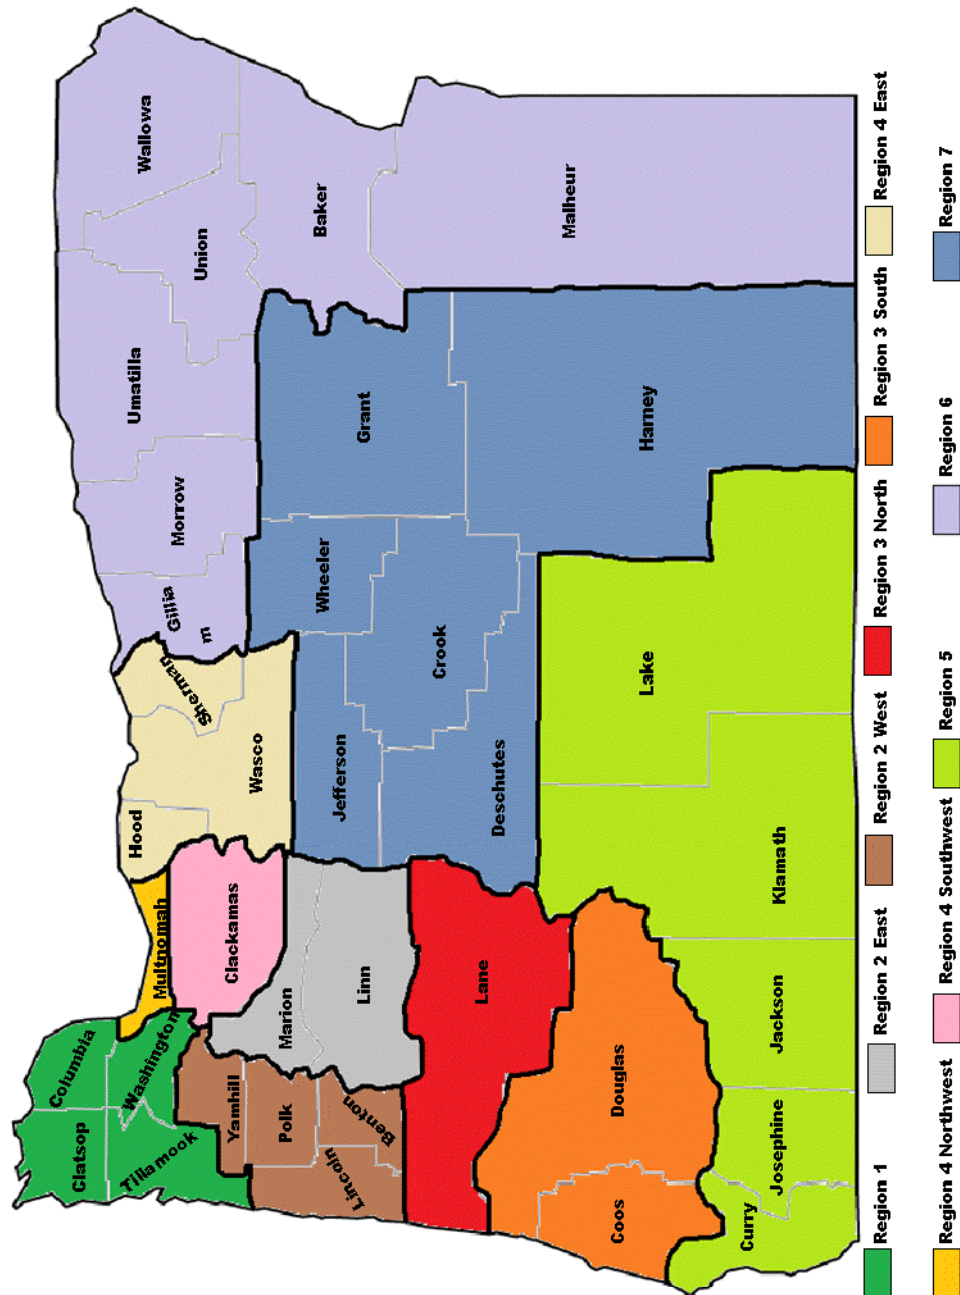 Clatsop
Columbia
Tillamook
Washington
Multnomah
Hood
Sherman
Gillia
m
Morrow
Umatilla
Union
Wallowa
Yamhill
Clackamas
Wasco
Polk
Marion
Lincoln
Benton
Linn
Jefferson
Wheeler
Grant
Baker
Crook
Deschutes
Lane
Malheur
Harney
Lake
Coos
Douglas
Klamath
Curry
Josephine
Jackson
Region 1
Region 2 East
Region 2 West
Region 3 North
Region 3 South
Region 4 East
Region 4 Northwest
Region 4 Southwest
Region 5
Region 6
Region 7